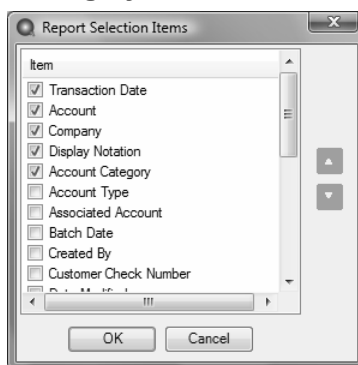 Report Selection Items
Item
Transaction Date
Account
Company
Display Notation
Account Category
Account Type
Associated Account
Batch Date
Created By
Customer Check Number
OK Cancel